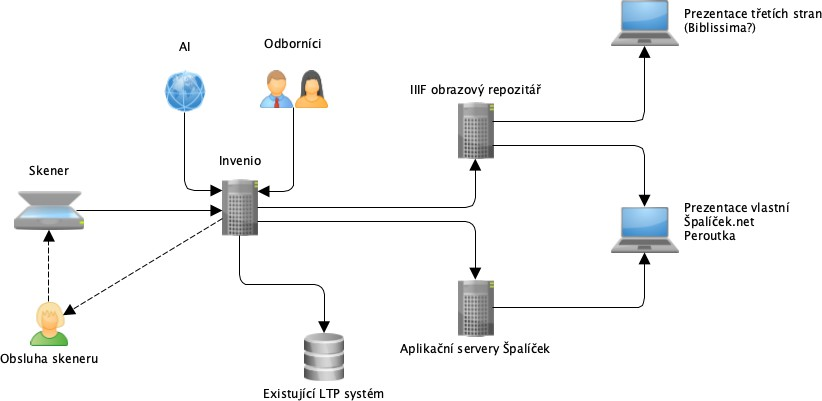 Prezentace třetích stran
(Biblissima?)
AI
Odborníci
IIIF obrazový repozitář
Invenio
Skener
Prezentace vlastní
Špalíček.net
Peroutka
Obsluha skeneru
Aplikační servery Špalíček
Existující LTP systém